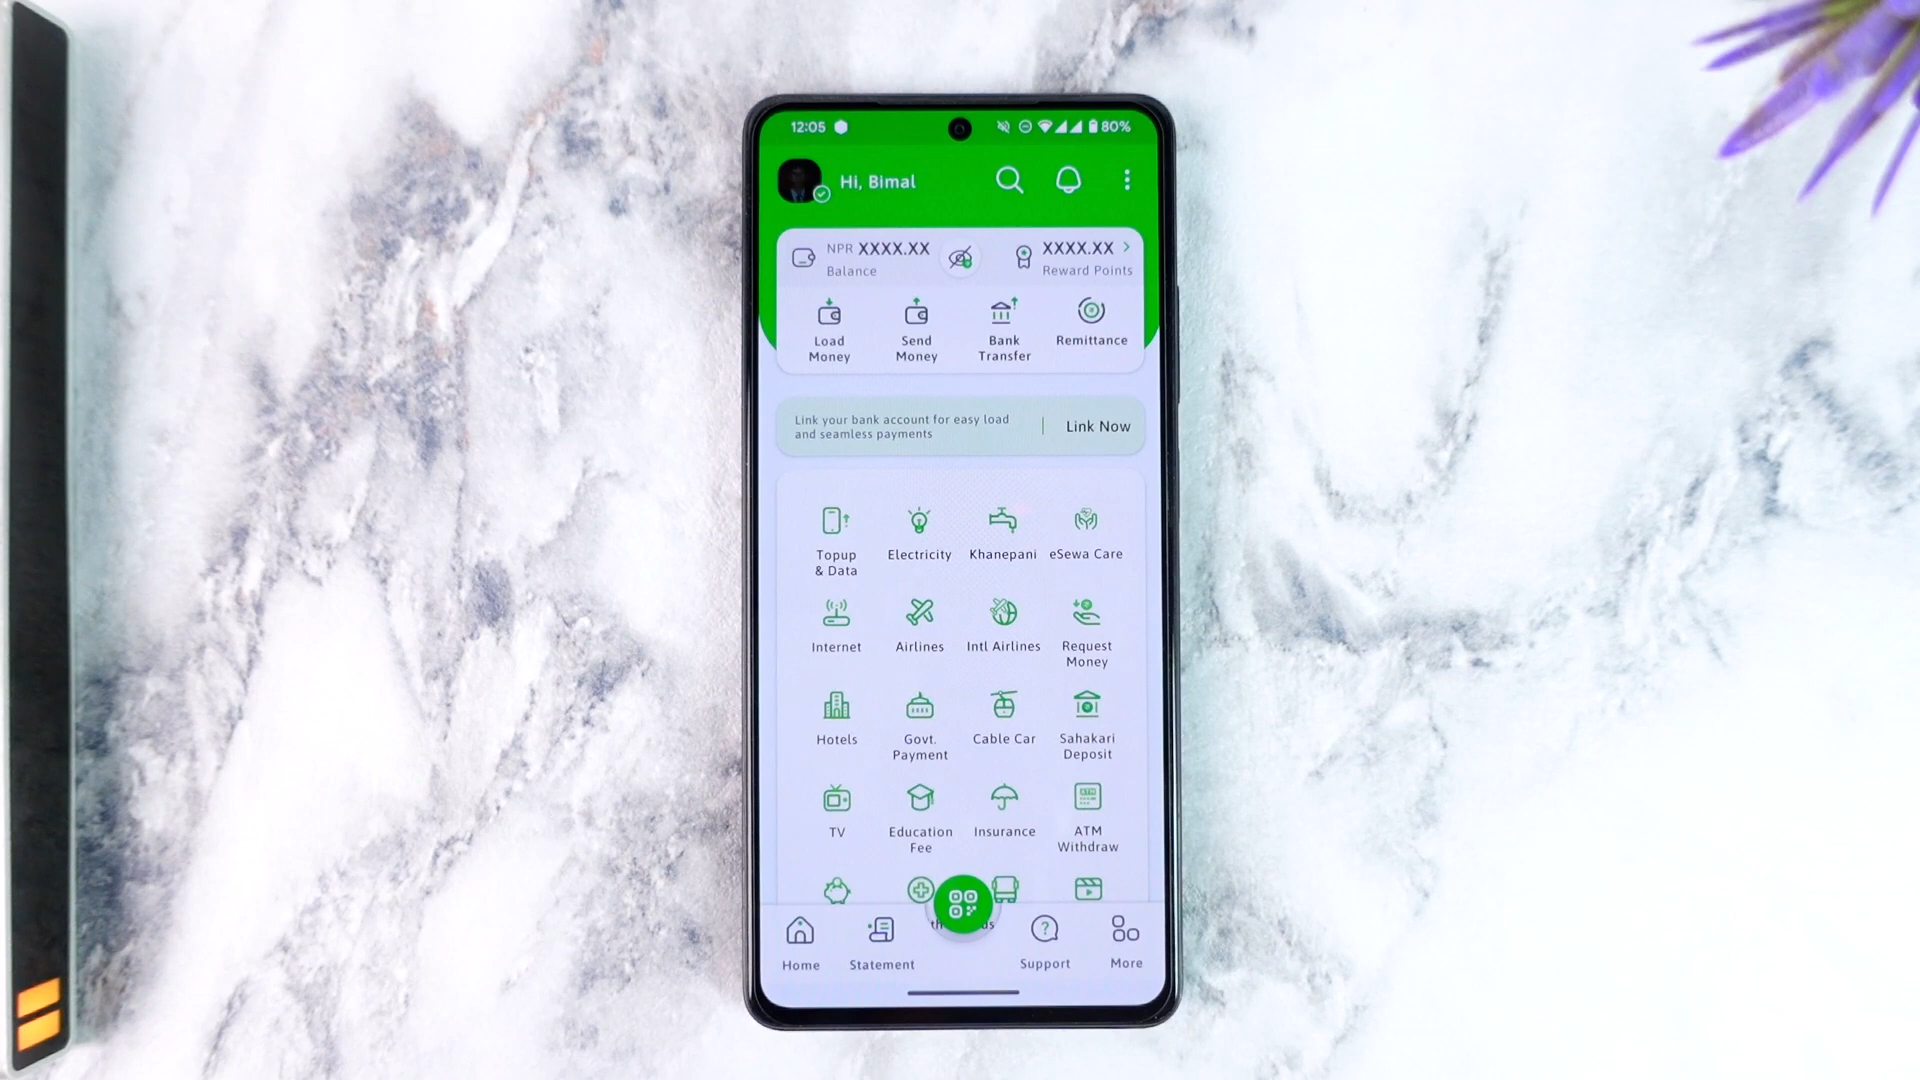 12:05
80%
Hi, Bimal
NPR XXXX.XX
Balance
XXXX.XX
Reward Points
Load
Money
Send
Money
Bank
Transfer
Remittance
Link your bank account for easy load
and seamless payments
Link Now
Topup
& Data
Electricity
Khanepani
eSewa Care
Internet
Airlines
Intl Airlines
Request
Money
Hotels
Govt.
Payment
Cable Car
Sahakari
Deposit
TV
Education
Fee
Insurance
ATM
ATM
Withdraw
Home
Statement
Support
More